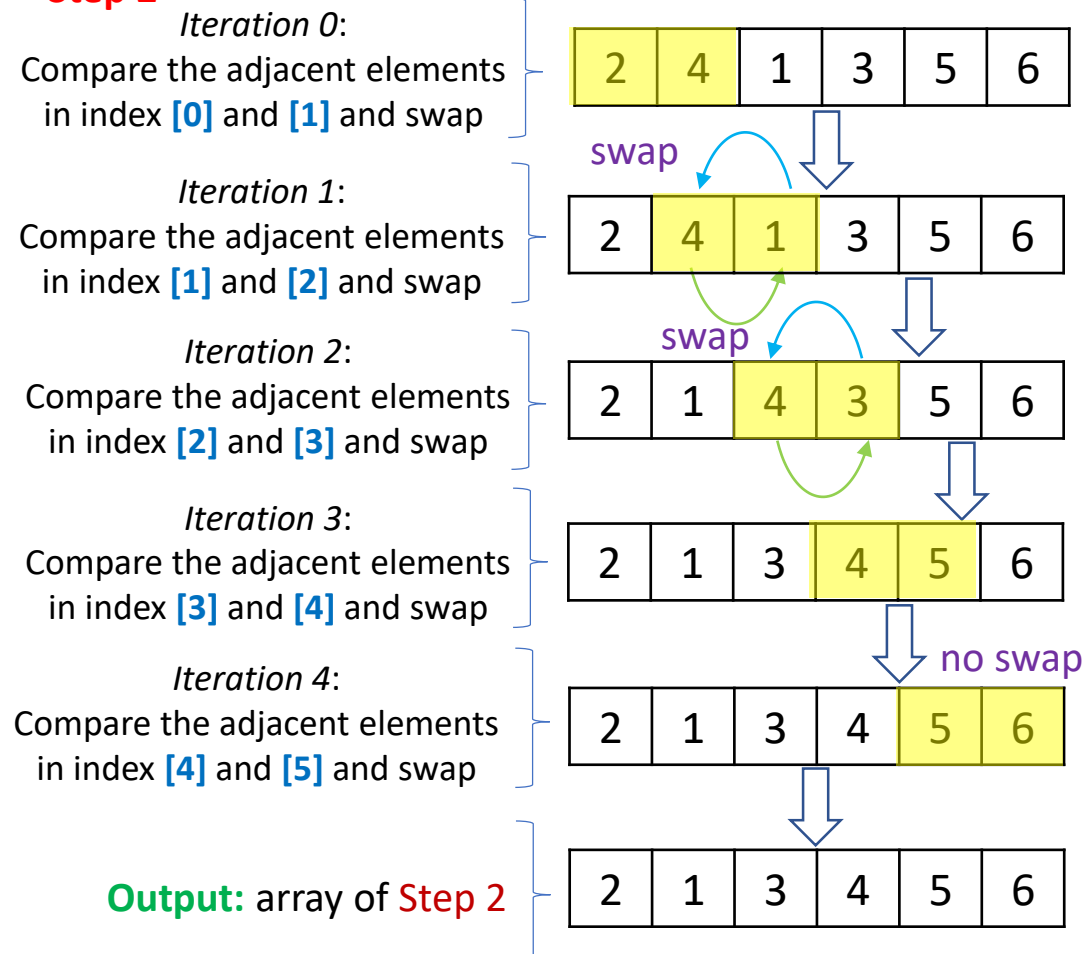 Iteration 0:
Compare the adjacent elements
in index [0] and [1] and swap
2 4 1 3 5 6
swap
Iteration 1:
Compare the adjacent elements
in index [1] and [2] and swap
2 4 1 3 5 6
swap
Iteration 2:
Compare the adjacent elements
in index [2] and [3] and swap
2 1 4 3 5 6
Iteration 3:
Compare the adjacent elements
in index [3] and [4] and swap
2 1 3 4 5 6
no swap
Iteration 4:
Compare the adjacent elements
in index [4] and [5] and swap
2 1 3 4 5 6
Output: array of Step 2
2 1 3 4 5 6